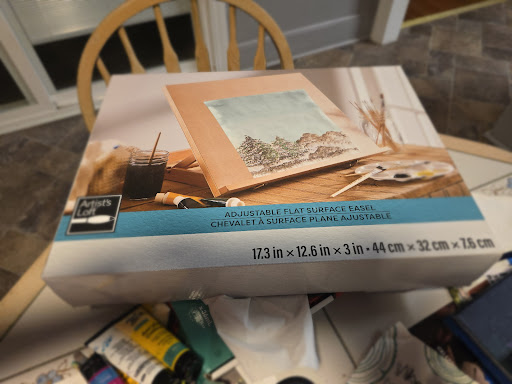 Artist's
Loft
ADJUSTABLE FLAT SURFACE EASEL
CHEVALET À SURFACE PLANE AJUSTABLE
17.3 in × 12.6 in × 3 in • 44 cm × 32 cm × 7.6 cm